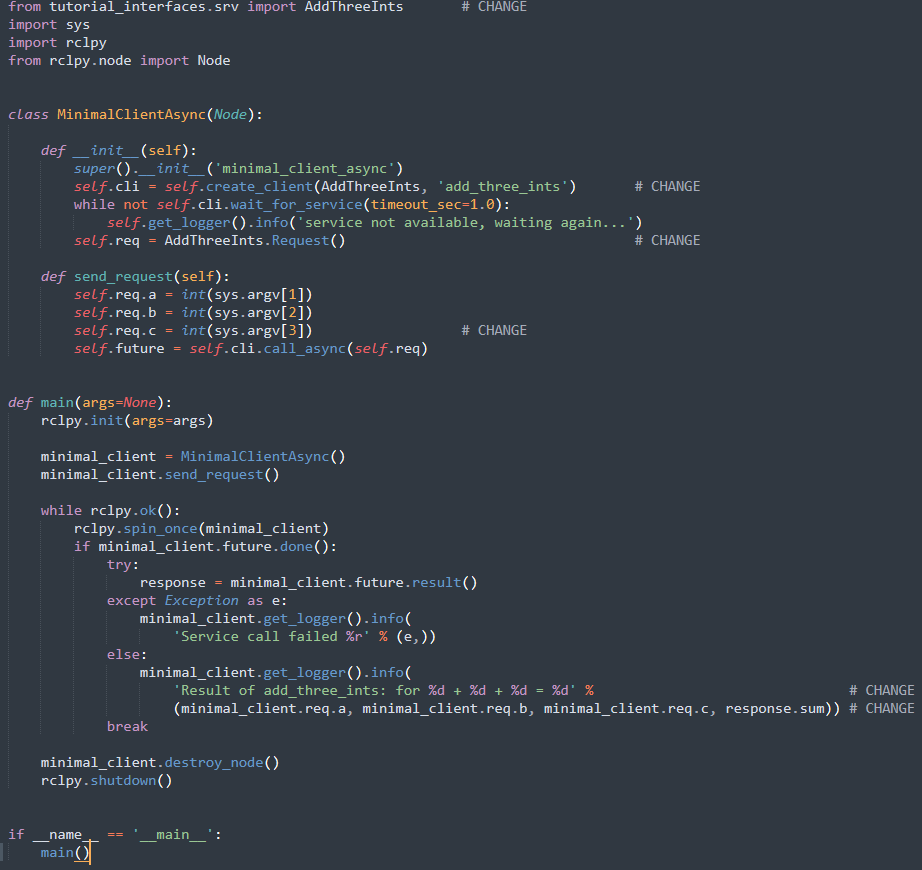 from tutorial_interfaces.srv import AddThreeInts       # CHANGE
import sys
import rclpy
from rclpy.node import Node
class MinimalClientAsync(Node):
    def __init__(self):
        super().__init__('minimal_client_async')
        self.cli = self.create_client(AddThreeInts, 'add_three_ints')       # CHANGE
        while not self.cli.wait_for_service(timeout_sec=1.0):
            self.get_logger().info('service not available, waiting again...')
        self.req = AddThreeInts.Request()                                   # CHANGE
    def send_request(self):
        self.req.a = int(sys.argv[1])
        self.req.b = int(sys.argv[2])
        self.req.c = int(sys.argv[3])                  # CHANGE
        self.future = self.cli.call_async(self.req)
def main(args=None):
    rclpy.init(args=args)
    minimal_client = MinimalClientAsync()
    minimal_client.send_request()
    while rclpy.ok():
        rclpy.spin_once(minimal_client)
        if minimal_client.future.done():
            try:
                response = minimal_client.future.result()
            except Exception as e:
                minimal_client.get_logger().info(
                    'Service call failed %r' % (e,))
            else:
                minimal_client.get_logger().info(
                    'Result of add_three_ints: for %d + %d + %d = %d' %                               # CHANGE
                    (minimal_client.req.a, minimal_client.req.b, minimal_client.req.c, response.sum)) # CHANGE
            break
    minimal_client.destroy_node()
    rclpy.shutdown()
if __name__ == '__main__':
    main()